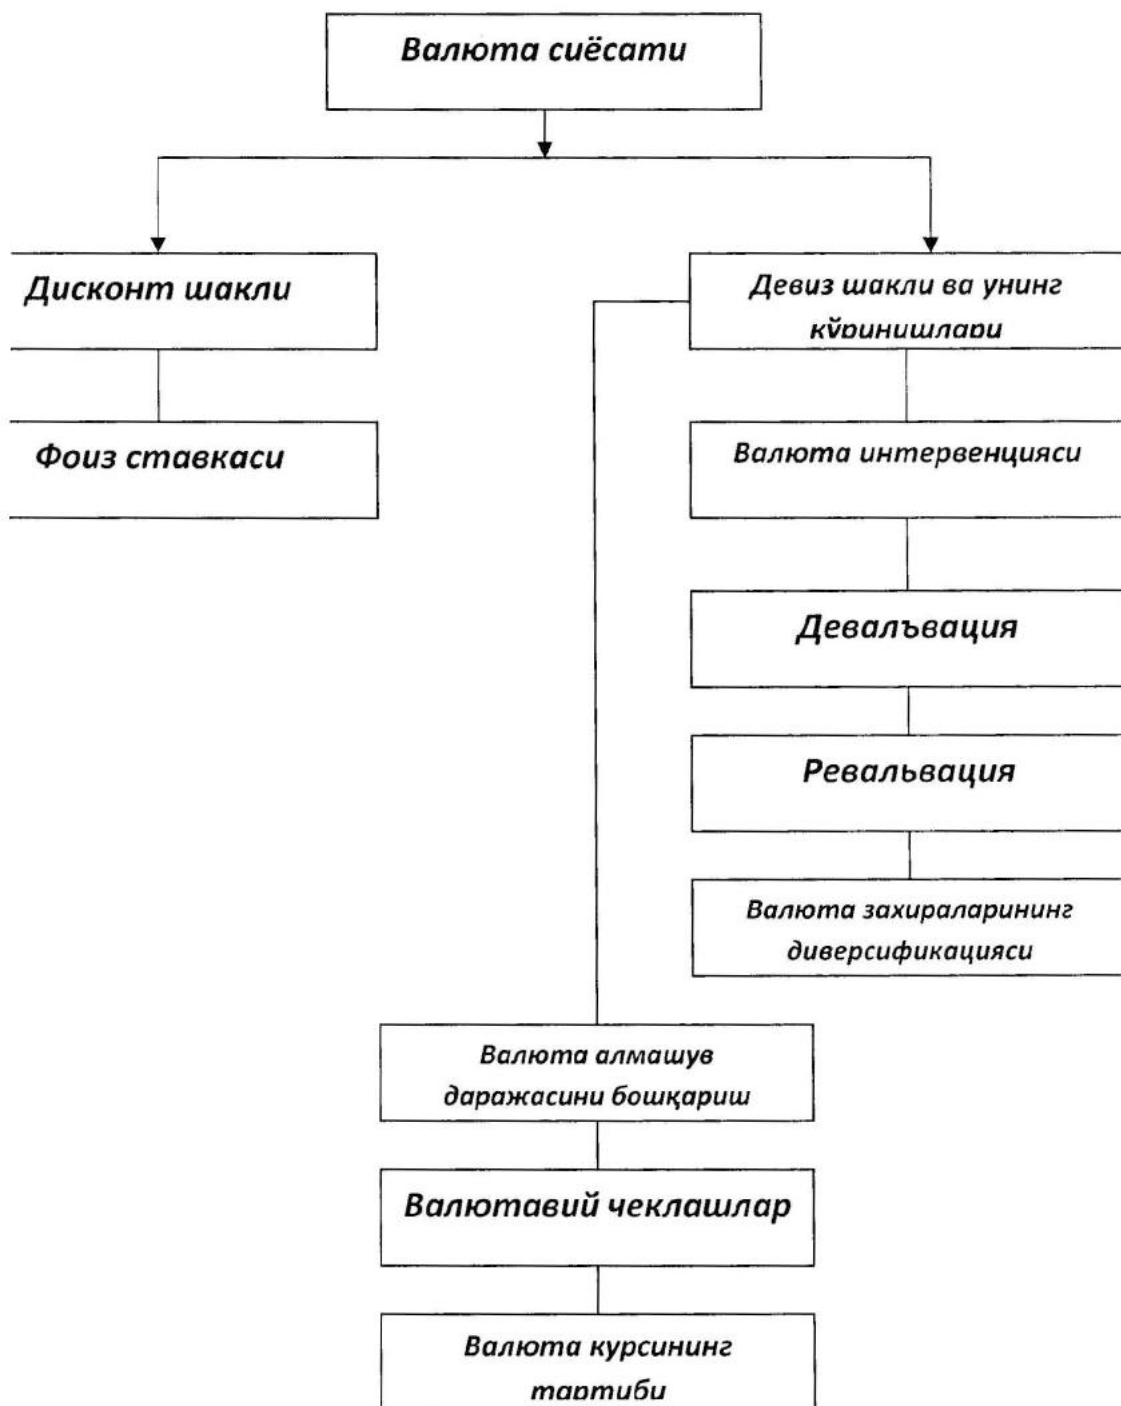 Валюта сиёсати
Дисконт шакли
Девиз шакли ва унинг
кўринишлари
Фоиз ставкаси
Валюта интервенцияси
Девалъвация
Ревальвация
Валюта захираларининг
диверсификацияси
Валюта алмашув
даражасини бошқариш
Валютавий чеклашлар
Валюта курсининг
тартиби